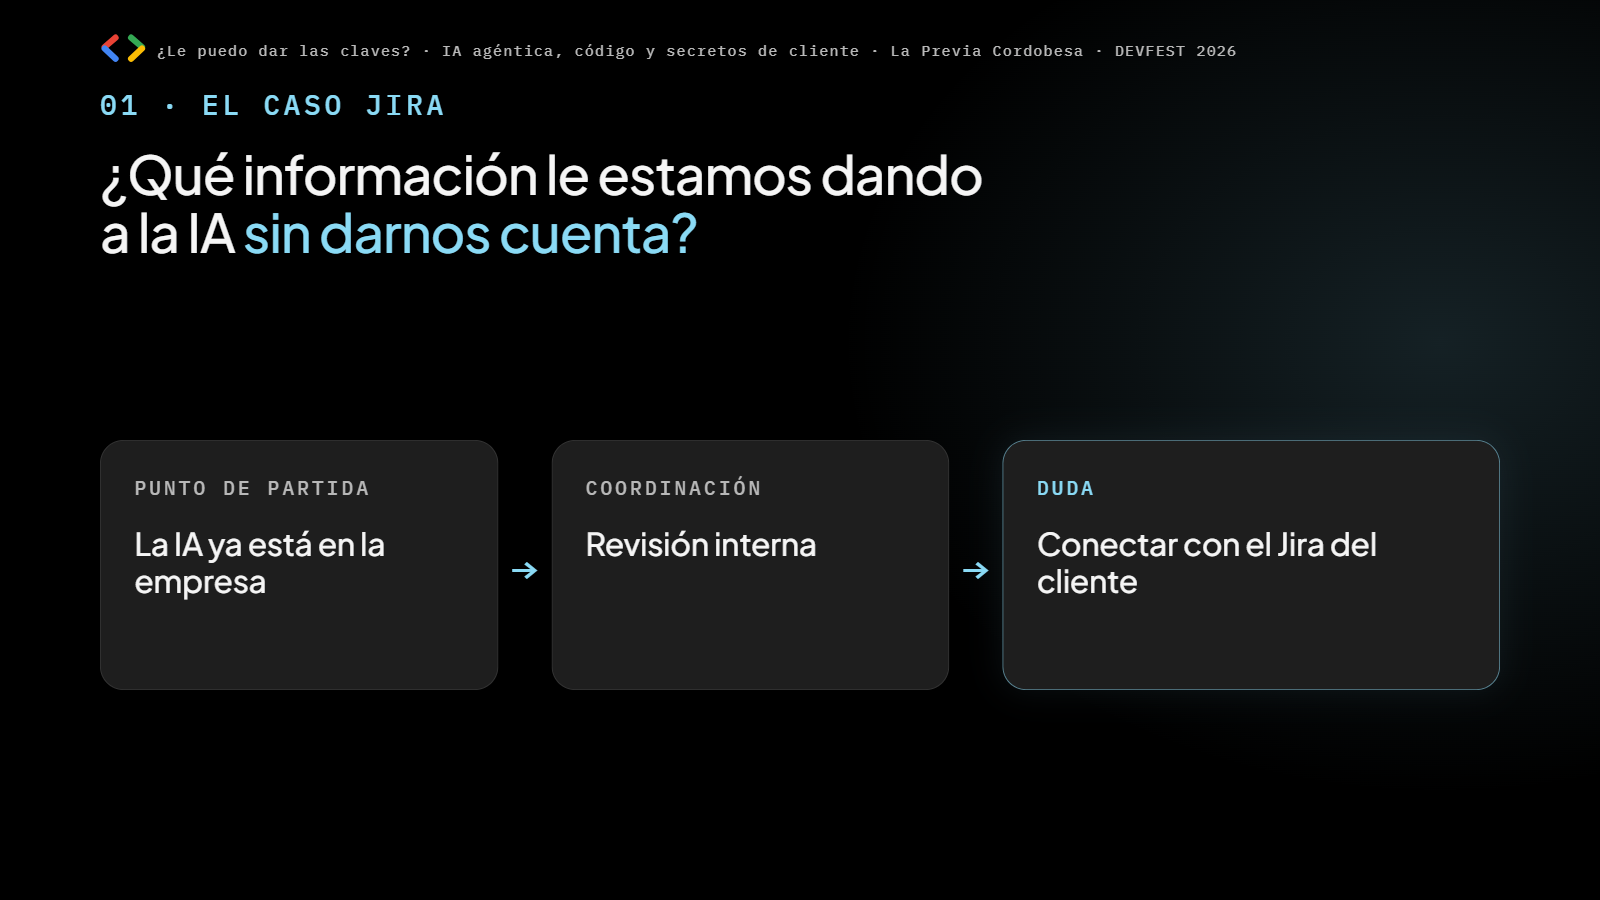 ¿Le puedo dar las claves? · IA agéntica, código y secretos de cliente · La Previa Cordobesa · DEVFEST 2026
01 · EL CASO JIRA
¿Qué información le estamos dando
a la IA sin darnos cuenta?
PUNTO DE PARTIDA
La IA ya está en la
empresa
→
COORDINACIÓN
Revisión interna
→
DUDA
Conectar con el Jira del
cliente